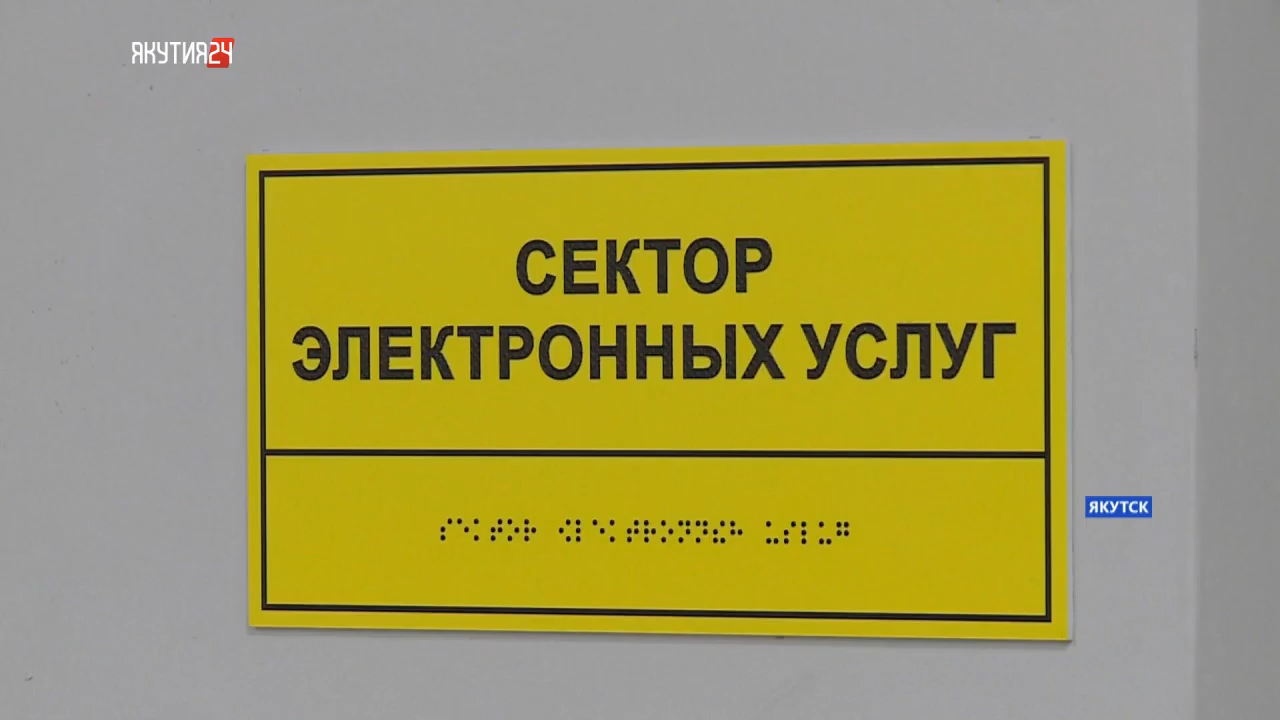 ЯКУТИЯ24
СЕКТОР
ЭЛЕКТРОННЫХ УСЛУГ
⠎⠑⠅⠞⠕⠗ ⠪⠇⠑⠅⠞⠗⠕⠝⠝⠮⠓ ⠥⠎⠇⠥⠛
ЯКУТСК